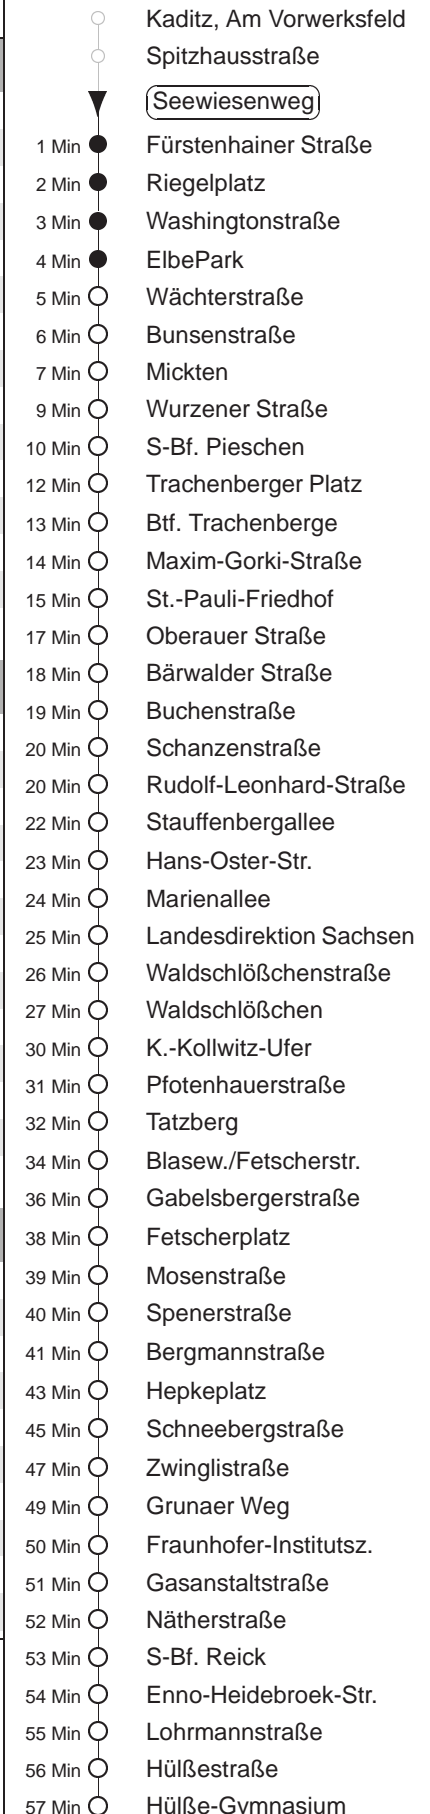 Kaditz, Am Vorwerksfeld
Spitzhausstraße
Seewiesenweg
1 Min Fürstenhainer Straße
2 Min Riegelplatz
3 Min Washingtonstraße
4 Min ElbePark
5 Min Wächterstraße
6 Min Bunsenstraße
7 Min Mickten
9 Min Wurzener Straße
10 Min S-Bf. Pieschen
12 Min Trachenberger Platz
13 Min Btf. Trachenberge
14 Min Maxim-Gorki-Straße
15 Min St.-Pauli-Friedhof
17 Min Oberauer Straße
18 Min Bärwalder Straße
19 Min Buchenstraße
20 Min Schanzenstraße
20 Min Rudolf-Leonhard-Straße
22 Min Stauffenbergallee
23 Min Hans-Oster-Str.
24 Min Marienallee
25 Min Landesdirektion Sachsen
26 Min Waldschlößchenstraße
27 Min Waldschlößchen
30 Min K.-Kollwitz-Ufer
31 Min Pfotenhauerstraße
32 Min Tatzberg
34 Min Blasew./Fetscherstr.
36 Min Gabelsbergerstraße
38 Min Fetscherplatz
39 Min Mosenstraße
40 Min Spenerstraße
41 Min Bergmannstraße
43 Min Hepkeplatz
45 Min Schneebergstraße
47 Min Zwinglistraße
49 Min Grunaer Weg
50 Min Fraunhofer-Institutsz.
51 Min Gasanstaltstraße
52 Min Nätherstraße
53 Min S-Bf. Reick
54 Min Enno-Heidebroek-Str.
55 Min Lohrmannstraße
56 Min Hülßestraße
57 Min Hülße-Gymnasium